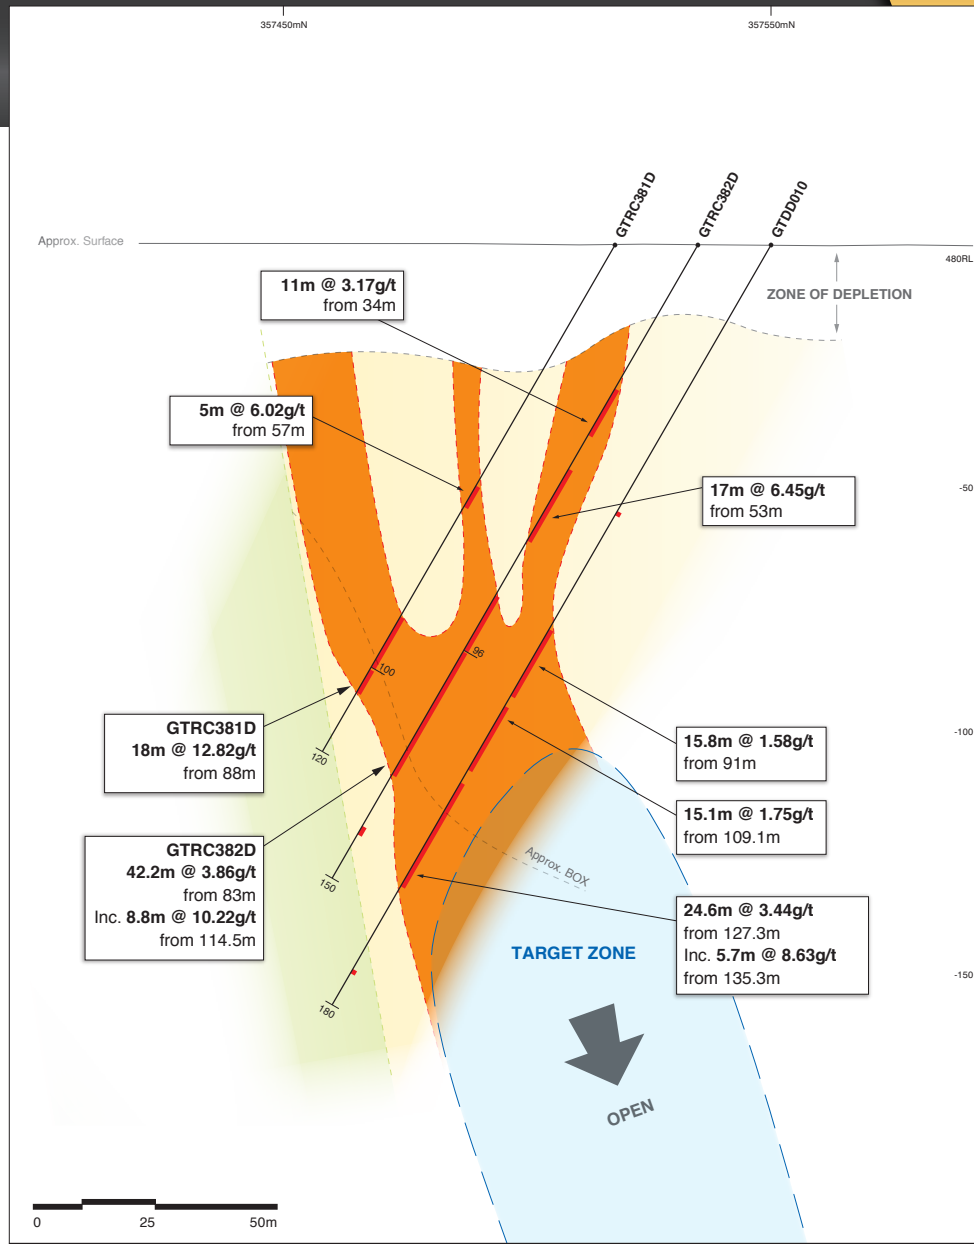 357450mN
357550mN
GTRC381D
GTRC382D
GTDD010
Approx. Surface
480RL
ZONE OF DEPLETION
11m @ 3.17g/t
from 34m
5m @ 6.02g/t
from 57m
17m @ 6.45g/t
from 53m
-50
96
100
GTRC381D
18m @ 12.82g/t
from 88m
120
15.8m @ 1.58g/t
from 91m
-100
15.1m @ 1.75g/t
from 109.1m
GTRC382D
42.2m @ 3.86g/t
from 83m
Inc. 8.8m @ 10.22g/t
from 114.5m
150
Approx. BOX
24.6m @ 3.44g/t
from 127.3m
Inc. 5.7m @ 8.63g/t
from 135.3m
TARGET ZONE
-150
180
OPEN
0
25
50m